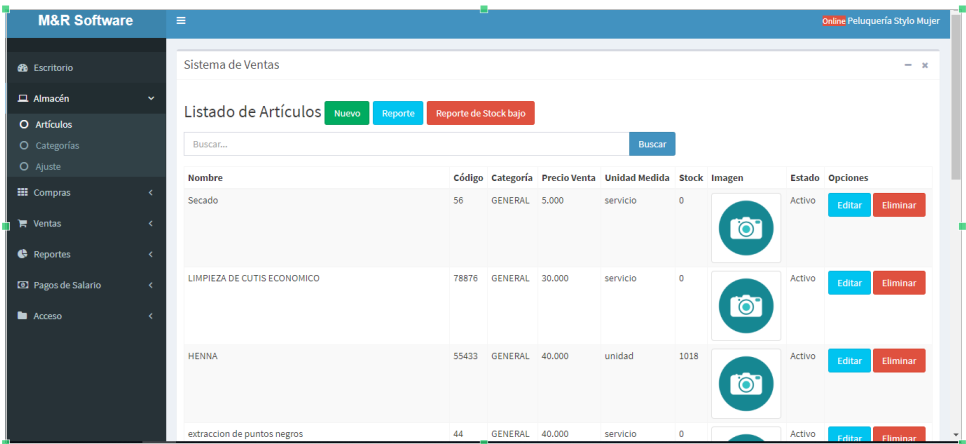 M&R Software
Online Peluquería Stylo Mujer
Escritorio
Almacén
Artículos
Categorías
Ajuste
Compras
Ventas
Reportes
Pagos de Salario
Acceso
Sistema de Ventas
Listado de Artículos Nuevo Reporte Reporte de Stock bajo
Buscar... Buscar
Nombre Código Categoría Precio Venta Unidad Medida Stock Imagen Estado Opciones
Secado 56 GENERAL 5.000 servicio 0 Activo Editar Eliminar
LIMPIEZA DE CUTIS ECONOMICO 78876 GENERAL 30.000 servicio 0 Activo Editar Eliminar
HENNA 55433 GENERAL 40.000 unidad 1018 Activo Editar Eliminar
extraccion de puntos negros 44 GENERAL 40.000 servicio 0 Activo Editar Eliminar